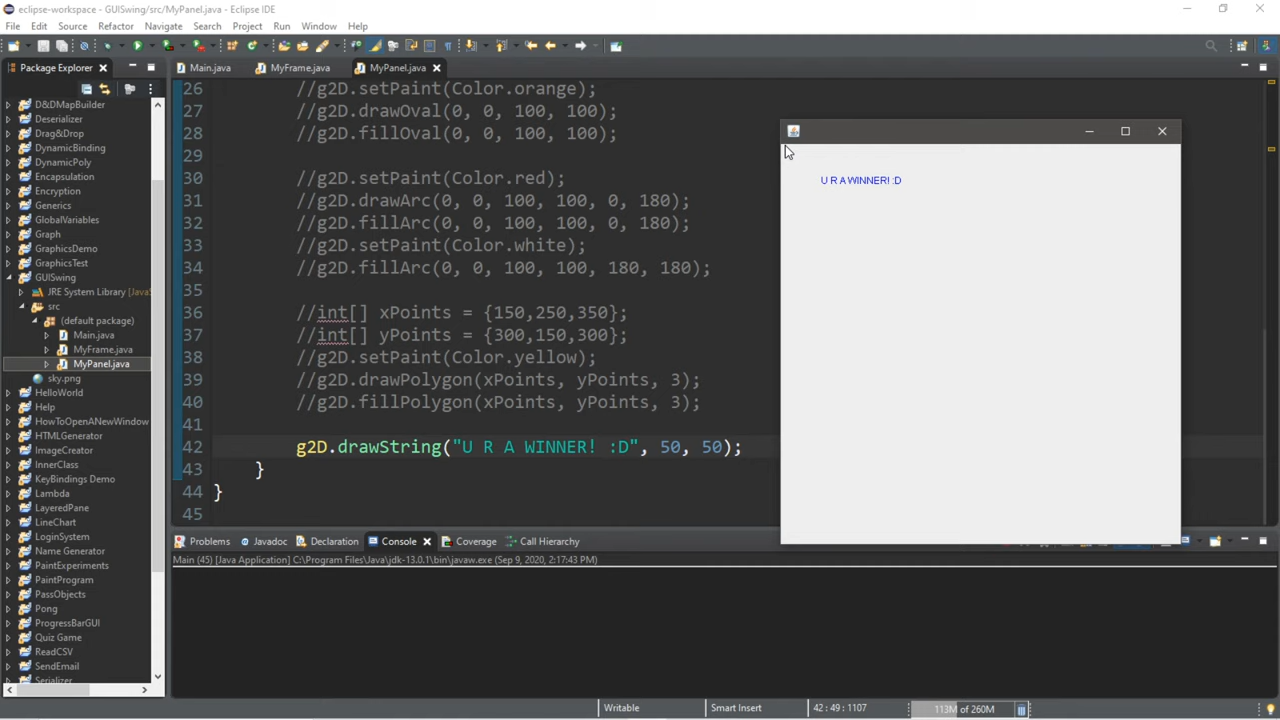 eclipse-workspace - GUISwing/src/MyPanel.java - Eclipse IDE
File Edit Source Refactor Navigate Search Project Run Window Help
Package Explorer
Main.java MyFrame.java MyPanel.java
D&DMapBuilder
Deserializer
Drag&Drop
DynamicBinding
DynamicPoly
Encapsulation
Encryption
Generics
GlobalVariables
Graph
GraphicsDemo
GraphicsTest
GUISwing
JRE System Library [JavaS
src
(default package)
Main.java
MyFrame.java
MyPanel.java
sky.png
HelloWorld
Help
HowToOpenANewWindow
HTMLGenerator
ImageCreator
InnerClass
KeyBindings Demo
Lambda
LayeredPane
LineChart
LoginSystem
Name Generator
PaintExperiments
PaintProgram
PassObjects
Pong
ProgressBarGUI
Quiz Game
ReadCSV
SendEmail
Serializer
26 //g2D.setPaint(Color.orange);
27 //g2D.drawOval(0, 0, 100, 100);
28 //g2D.fillOval(0, 0, 100, 100);
29
30 //g2D.setPaint(Color.red);
31 //g2D.drawArc(0, 0, 100, 100, 0, 180);
32 //g2D.fillArc(0, 0, 100, 100, 0, 180);
33 //g2D.setPaint(Color.white);
34 //g2D.fillArc(0, 0, 100, 100, 180, 180);
35
36 //int[] xPoints = {150,250,350};
37 //int[] yPoints = {300,150,300};
38 //g2D.setPaint(Color.yellow);
39 //g2D.drawPolygon(xPoints, yPoints, 3);
40 //g2D.fillPolygon(xPoints, yPoints, 3);
41
42 g2D.drawString("U R A WINNER! :D", 50, 50);
43 }
44 }
45
U R A WINNER! :D
Problems Javadoc Declaration Console Coverage Call Hierarchy
Main (45) [Java Application] C:\Program Files\Java\jdk-13.0.1\bin\javaw.exe (Sep 9, 2020, 2:17:43 PM)
Writable Smart Insert 42 : 49 : 1107 113M of 260M